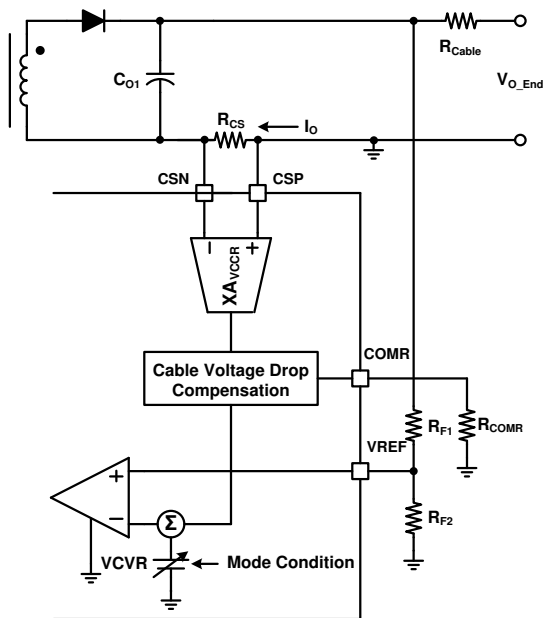 R_Cable
C_O1
V_O_End
R_CS
I_O
CSN
CSP
− +
XA_VCCR
Cable Voltage Drop
Compensation
COMR
R_F1
R_COMR
VREF
+
−
Σ
R_F2
VCVR
Mode Condition